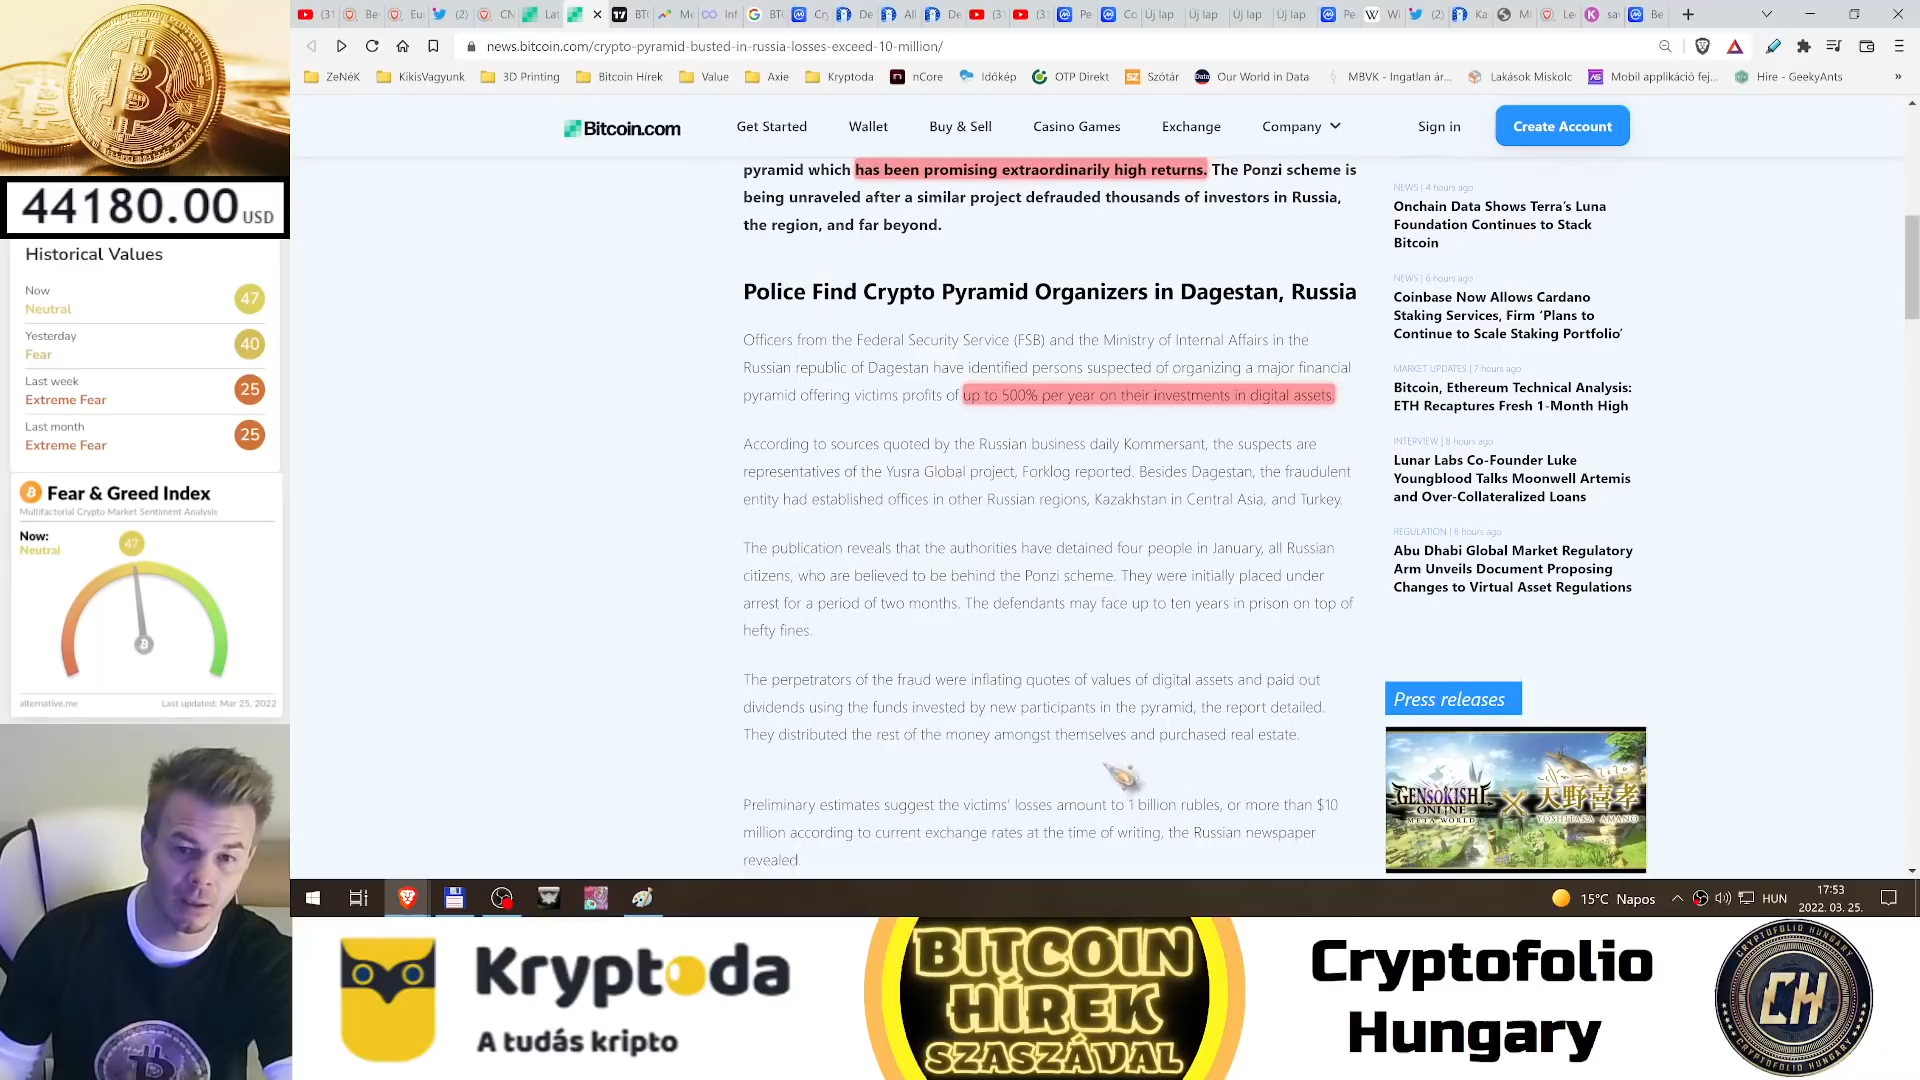 44180.00 USD
Historical Values
Now
Neutral
47
Yesterday
Fear
40
Last week
Extreme Fear
25
Last month
Extreme Fear
25
Fear & Greed Index
Multifactorial Crypto Market Sentiment Analysis
Now:
Neutral
47
alternative.me
Last updated: Mar 25, 2022
news.bitcoin.com/crypto-pyramid-busted-in-russia-losses-exceed-10-million/
ZeNéK
KikisVagyunk
3D Printing
Bitcoin Hírek
Value
Axie
Kryptoda
nCore
Időkép
OTP Direkt
Szótár
Our World in Data
MBVK - Ingatlan ár...
Lakások Miskolc
Mobil applikáció fej...
Hire - GeekyAnts
Bitcoin.com
Get Started
Wallet
Buy & Sell
Casino Games
Exchange
Company
Sign in
Create Account
pyramid which has been promising extraordinarily high returns. The Ponzi scheme is
being unraveled after a similar project defrauded thousands of investors in Russia,
the region, and far beyond.
Police Find Crypto Pyramid Organizers in Dagestan, Russia
Officers from the Federal Security Service (FSB) and the Ministry of Internal Affairs in the
Russian republic of Dagestan have identified persons suspected of organizing a major financial
pyramid offering victims profits of up to 500% per year on their investments in digital assets.
According to sources quoted by the Russian business daily Kommersant, the suspects are
representatives of the Yusra Global project, Forklog reported. Besides Dagestan, the fraudulent
entity had established offices in other Russian regions, Kazakhstan in Central Asia, and Turkey.
The publication reveals that the authorities have detained four people in January, all Russian
citizens, who are believed to be behind the Ponzi scheme. They were initially placed under
arrest for a period of two months. The defendants may face up to ten years in prison on top of
hefty fines.
The perpetrators of the fraud were inflating quotes of values of digital assets and paid out
dividends using the funds invested by new participants in the pyramid, the report detailed.
They distributed the rest of the money amongst themselves and purchased real estate.
Preliminary estimates suggest the victims' losses amount to 1 billion rubles, or more than $10
million according to current exchange rates at the time of writing, the Russian newspaper
revealed.
NEWS | 4 hours ago
Onchain Data Shows Terra's Luna
Foundation Continues to Stack
Bitcoin
NEWS | 6 hours ago
Coinbase Now Allows Cardano
Staking Services, Firm 'Plans to
Continue to Scale Staking Portfolio'
MARKET UPDATES | 7 hours ago
Bitcoin, Ethereum Technical Analysis:
ETH Recaptures Fresh 1-Month High
INTERVIEW | 8 hours ago
Lunar Labs Co-Founder Luke
Youngblood Talks Moonwell Artemis
and Over-Collateralized Loans
REGULATION | 8 hours ago
Abu Dhabi Global Market Regulatory
Arm Unveils Document Proposing
Changes to Virtual Asset Regulations
Press releases
GENSOKISHI
ONLINE
META WORLD
天野喜孝
YOSHITAKA AMANO
15°C Napos
HUN
17:53
2022. 03. 25.
Kryptoda
A tudás kripto
BITCOIN
HÍREK
SZASZÁVAL
Cryptofolio
Hungary
CRYPTOFOLIO HUNGARY
CH